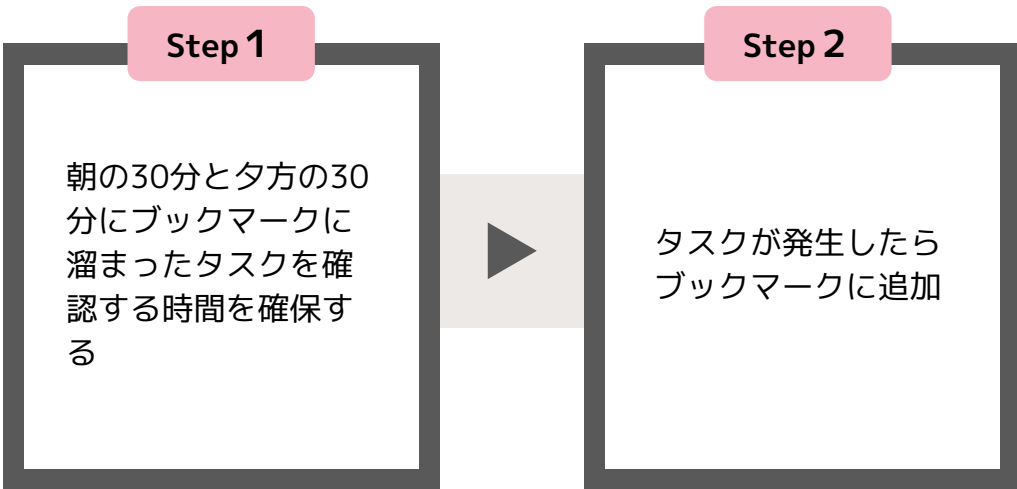 Step 1
朝の30分と夕方の30
分にブックマークに
溜まったタスクを確
認する時間を確保す
る
Step 2
タスクが発生したら
ブックマークに追加